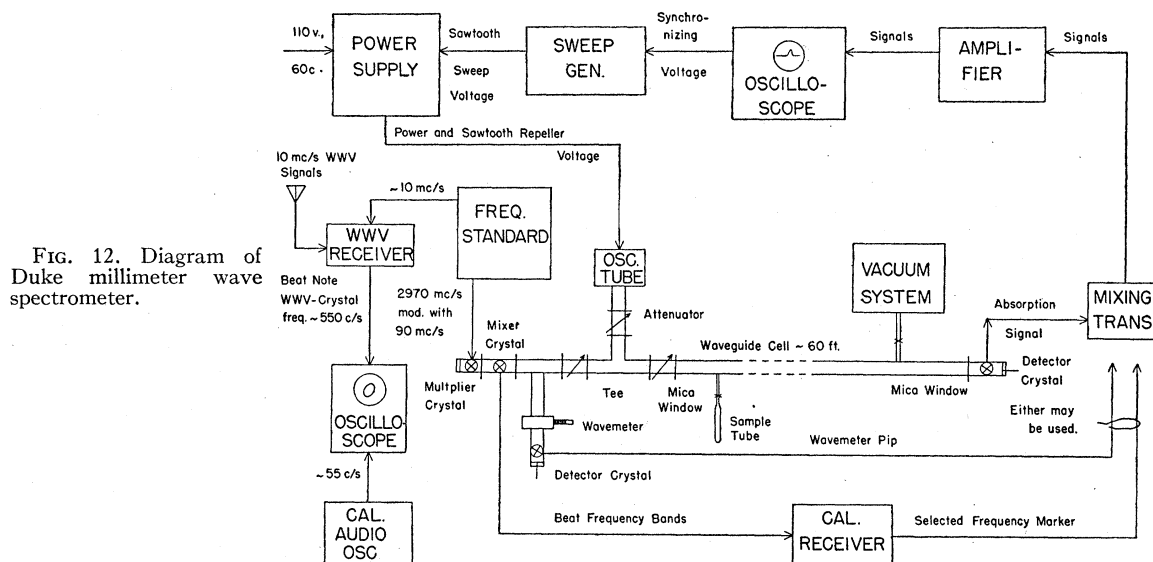 FIG. 12. Diagram of
Duke millimeter wave
spectrometer.
110 v.,
60c.
POWER
SUPPLY
Sawtooth
Sweep
Voltage
SWEEP
GEN.
Synchro-
nizing
Voltage
OSCILLO-
SCOPE
Signals
AMPLI-
FIER
Signals
Power and Sawtooth Repeller
Voltage
10 mc/s WWV
Signals
~10 mc/s
WWV
RECEIVER
FREQ.
STANDARD
Beat Note
WWV-Crystal
freq. ~ 550 c/s
2970 mc/s
mod. with
90 mc/s
OSC.
TUBE
VACUUM
SYSTEM
Absorption
Signal
MIXING
TRANS
Attenuator
Mixer
Crystal
Waveguide Cell ~ 60 ft.
Multplier
Crystal
Tee
Mica
Window
Mica Window
Detector
Crystal
OSCILLO-
SCOPE
Wavemeter
Sample
Tube
Either may
be used.
Wavemeter Pip
~55 c/s
Detector Crystal
CAL.
AUDIO
OSC
Beat Frequency Bands
CAL.
RECEIVER
Selected Frequency Marker